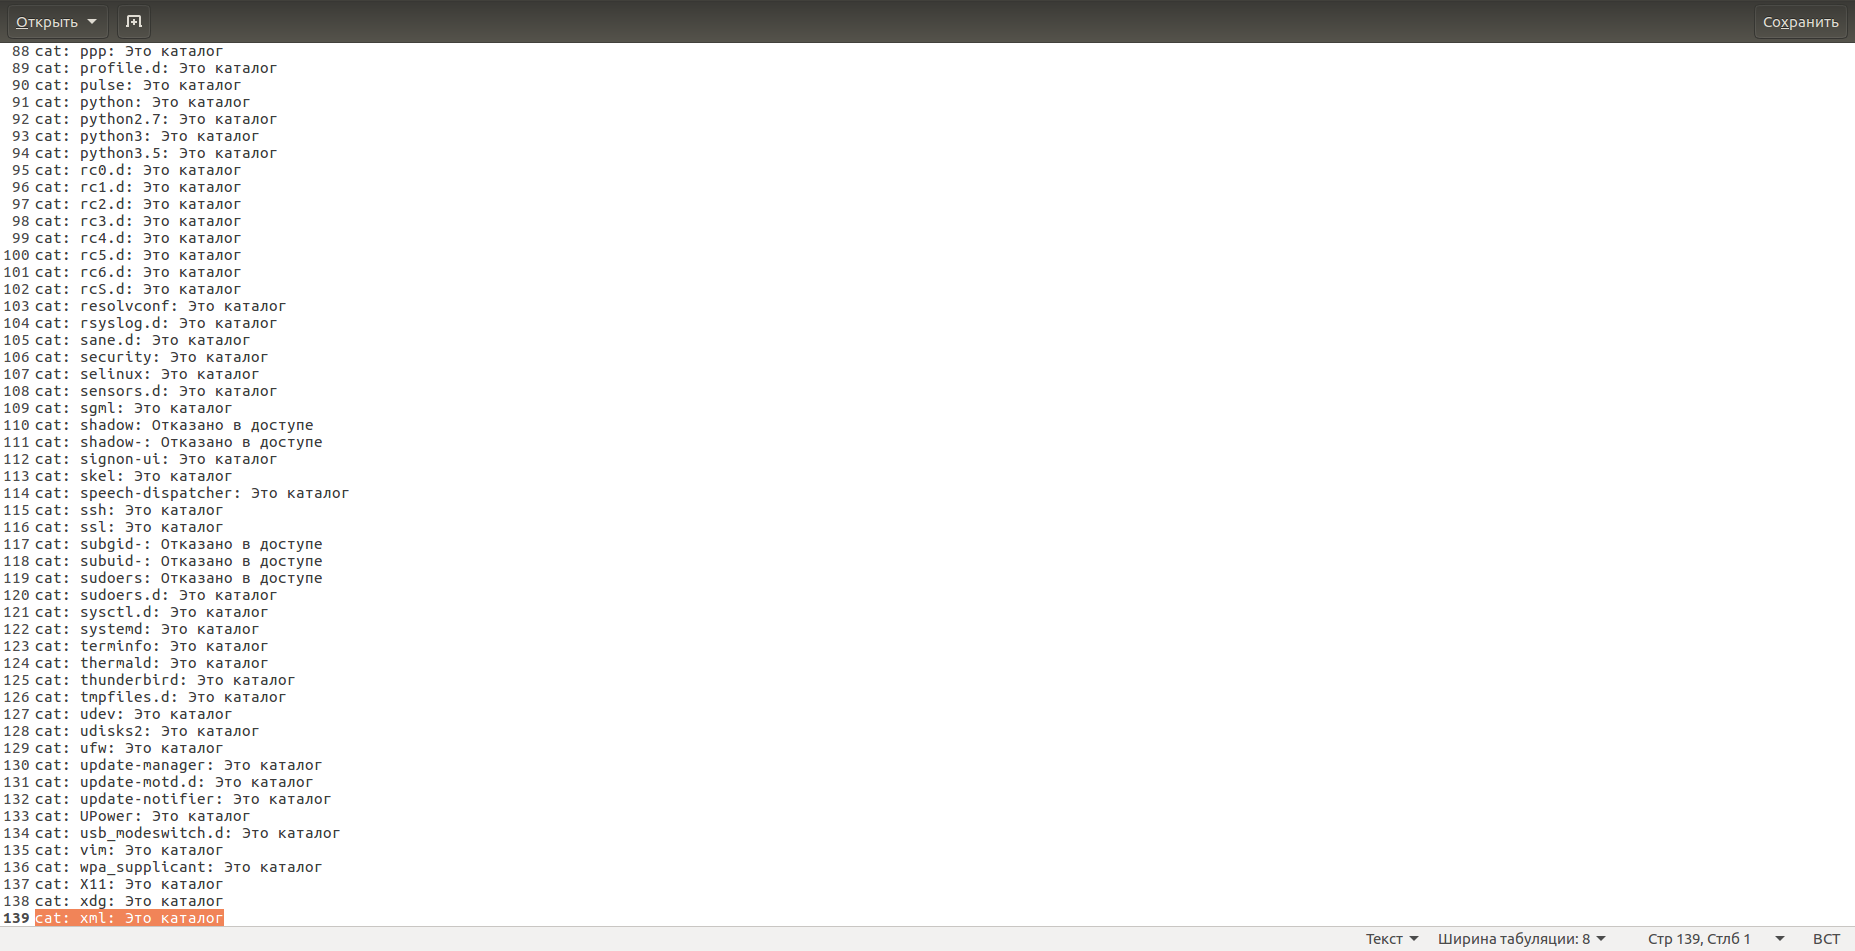 Открыть
Сохранить
88 cat: ppp: Это каталог
89 cat: profile.d: Это каталог
90 cat: pulse: Это каталог
91 cat: python: Это каталог
92 cat: python2.7: Это каталог
93 cat: python3: Это каталог
94 cat: python3.5: Это каталог
95 cat: rc0.d: Это каталог
96 cat: rc1.d: Это каталог
97 cat: rc2.d: Это каталог
98 cat: rc3.d: Это каталог
99 cat: rc4.d: Это каталог
100 cat: rc5.d: Это каталог
101 cat: rc6.d: Это каталог
102 cat: rcS.d: Это каталог
103 cat: resolvconf: Это каталог
104 cat: rsyslog.d: Это каталог
105 cat: sane.d: Это каталог
106 cat: security: Это каталог
107 cat: selinux: Это каталог
108 cat: sensors.d: Это каталог
109 cat: sgml: Это каталог
110 cat: shadow: Отказано в доступе
111 cat: shadow-: Отказано в доступе
112 cat: signon-ui: Это каталог
113 cat: skel: Это каталог
114 cat: speech-dispatcher: Это каталог
115 cat: ssh: Это каталог
116 cat: ssl: Это каталог
117 cat: subgid-: Отказано в доступе
118 cat: subuid-: Отказано в доступе
119 cat: sudoers: Отказано в доступе
120 cat: sudoers.d: Это каталог
121 cat: sysctl.d: Это каталог
122 cat: systemd: Это каталог
123 cat: terminfo: Это каталог
124 cat: thermald: Это каталог
125 cat: thunderbird: Это каталог
126 cat: tmpfiles.d: Это каталог
127 cat: udev: Это каталог
128 cat: udisks2: Это каталог
129 cat: ufw: Это каталог
130 cat: update-manager: Это каталог
131 cat: update-motd.d: Это каталог
132 cat: update-notifier: Это каталог
133 cat: UPower: Это каталог
134 cat: usb_modeswitch.d: Это каталог
135 cat: vim: Это каталог
136 cat: wpa_supplicant: Это каталог
137 cat: X11: Это каталог
138 cat: xdg: Это каталог
139 cat: xml: Это каталог
Текст Ширина табуляции: 8 Стр 139, Стлб 1 ВСТ